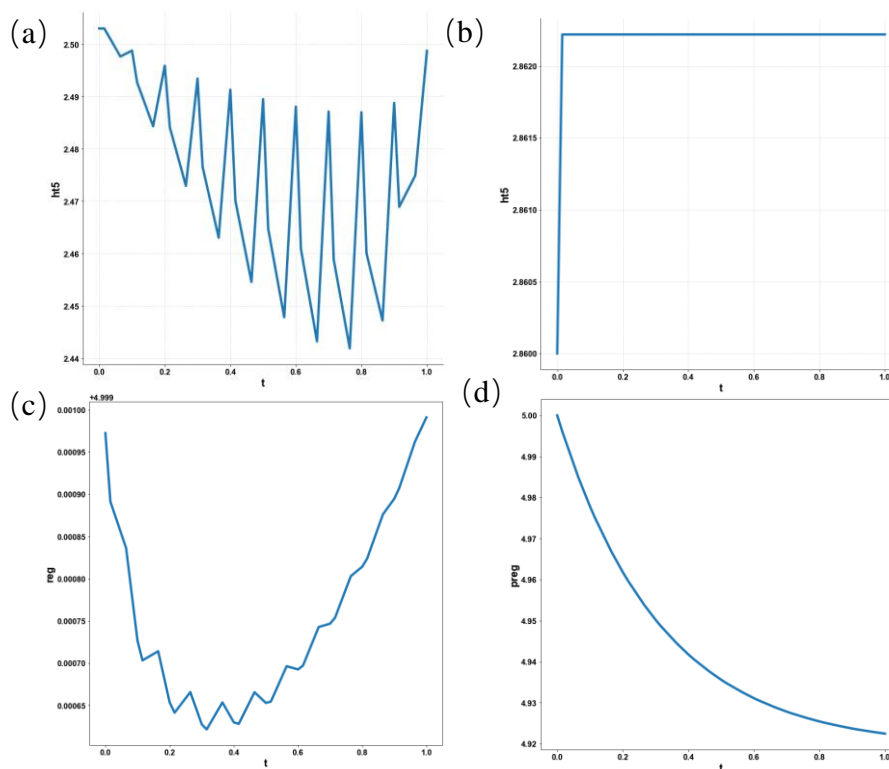 (a)
2.50
2.49
2.48
2.47
2.46
2.45
2.44
ht5
0.0 0.2 0.4 0.6 0.8 1.0
t
(b)
2.8620
2.8615
2.8610
2.8605
2.8600
ht5
0.0 0.2 0.4 0.6 0.8 1.0
t
(c)
+4.999
0.00100
0.00095
0.00090
0.00085
0.00080
0.00075
0.00070
0.00065
reg
0.0 0.2 0.4 0.6 0.8 1.0
t
(d)
5.00
4.99
4.98
4.97
4.96
4.95
4.94
4.93
4.92
preg
0.0 0.2 0.4 0.6 0.8 1.0
t